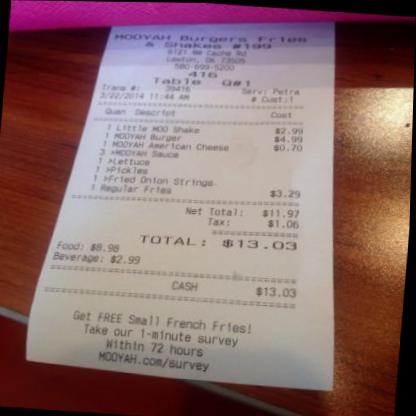 MOOYAH Burgers Fries
& Shakes #199
6121 NW Cache Rd
Lawton, OK 73505
580-699-5200
416
Table Q#1
Trans #: 39416 Serv: Petra
3/22/2014 11:44 AM # Cust:1
Quan Descript Cost
1 Little MOO Shake $2.99
1 MOOYAH Burger $4.99
1 MOOYAH American Cheese $0.70
3 >MOOYAH Sauce
1 >Lettuce
1 >Pickles
1 >Fried Onion Strings
1 Regular Fries $3.29
Net Total: $11.97
Tax: $1.06
TOTAL: $13.03
Food: $8.98
Beverage: $2.99
CASH $13.03
Get FREE Small French Fries!
Take our 1-minute survey
Within 72 hours
MOOYAH.com/survey